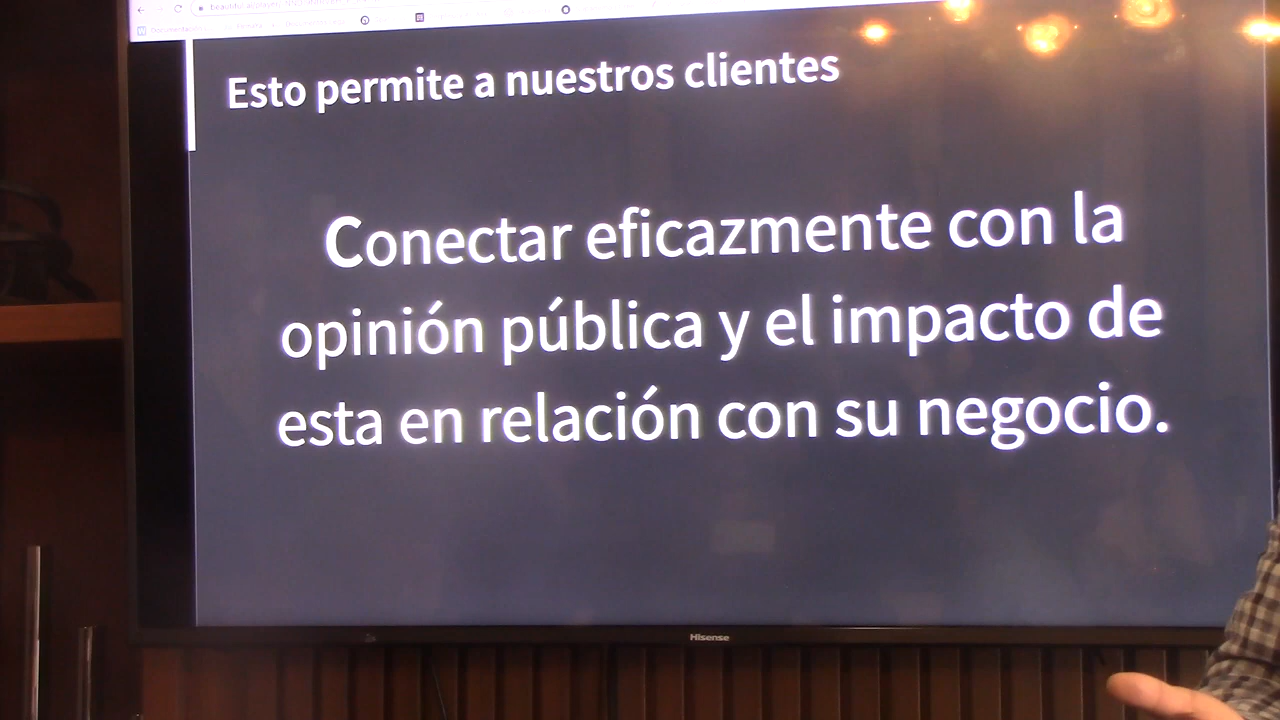 Esto permite a nuestros clientes
Conectar eficazmente con la
opinión pública y el impacto de
esta en relación con su negocio.
Hisense